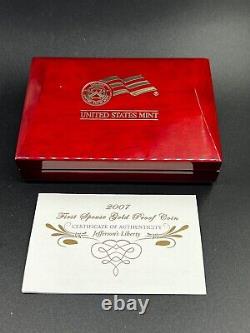 UNITED STATES MINT
2007
First Spouse Gold Proof Coin
CERTIFICATE OF AUTHENTICITY
Jefferson's Liberty